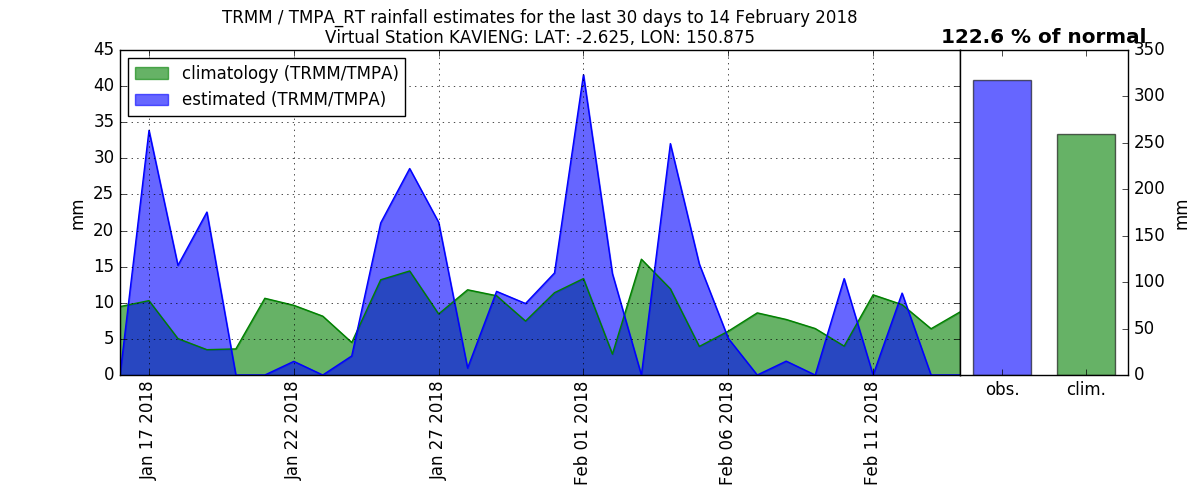 TRMM / TMPA_RT rainfall estimates for the last 30 days to 14 February 2018
Virtual Station KAVIENG: LAT: -2.625, LON: 150.875
122.6 % of normal
climatology (TRMM/TMPA)
estimated (TRMM/TMPA)
mm
45
40
35
30
25
20
15
10
5
0
Jan 17 2018
Jan 22 2018
Jan 27 2018
Feb 01 2018
Feb 06 2018
Feb 11 2018
obs.
clim.
350
300
250
200
150
100
50
0
mm